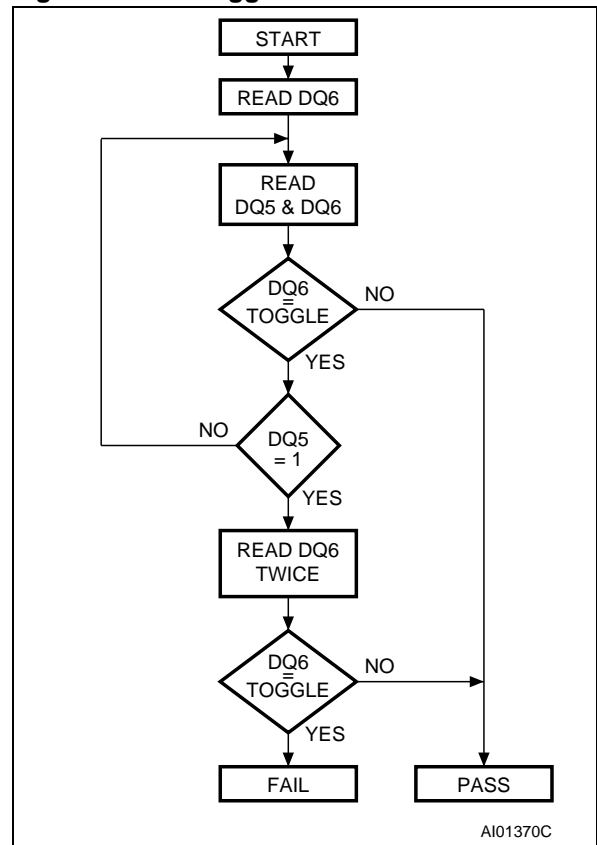 START
READ DQ6
READ
DQ5 & DQ6
DQ6
=
TOGGLE
NO
YES
NO
DQ5
= 1
YES
READ DQ6
TWICE
DQ6
=
TOGGLE
NO
YES
FAIL
PASS
AI01370C